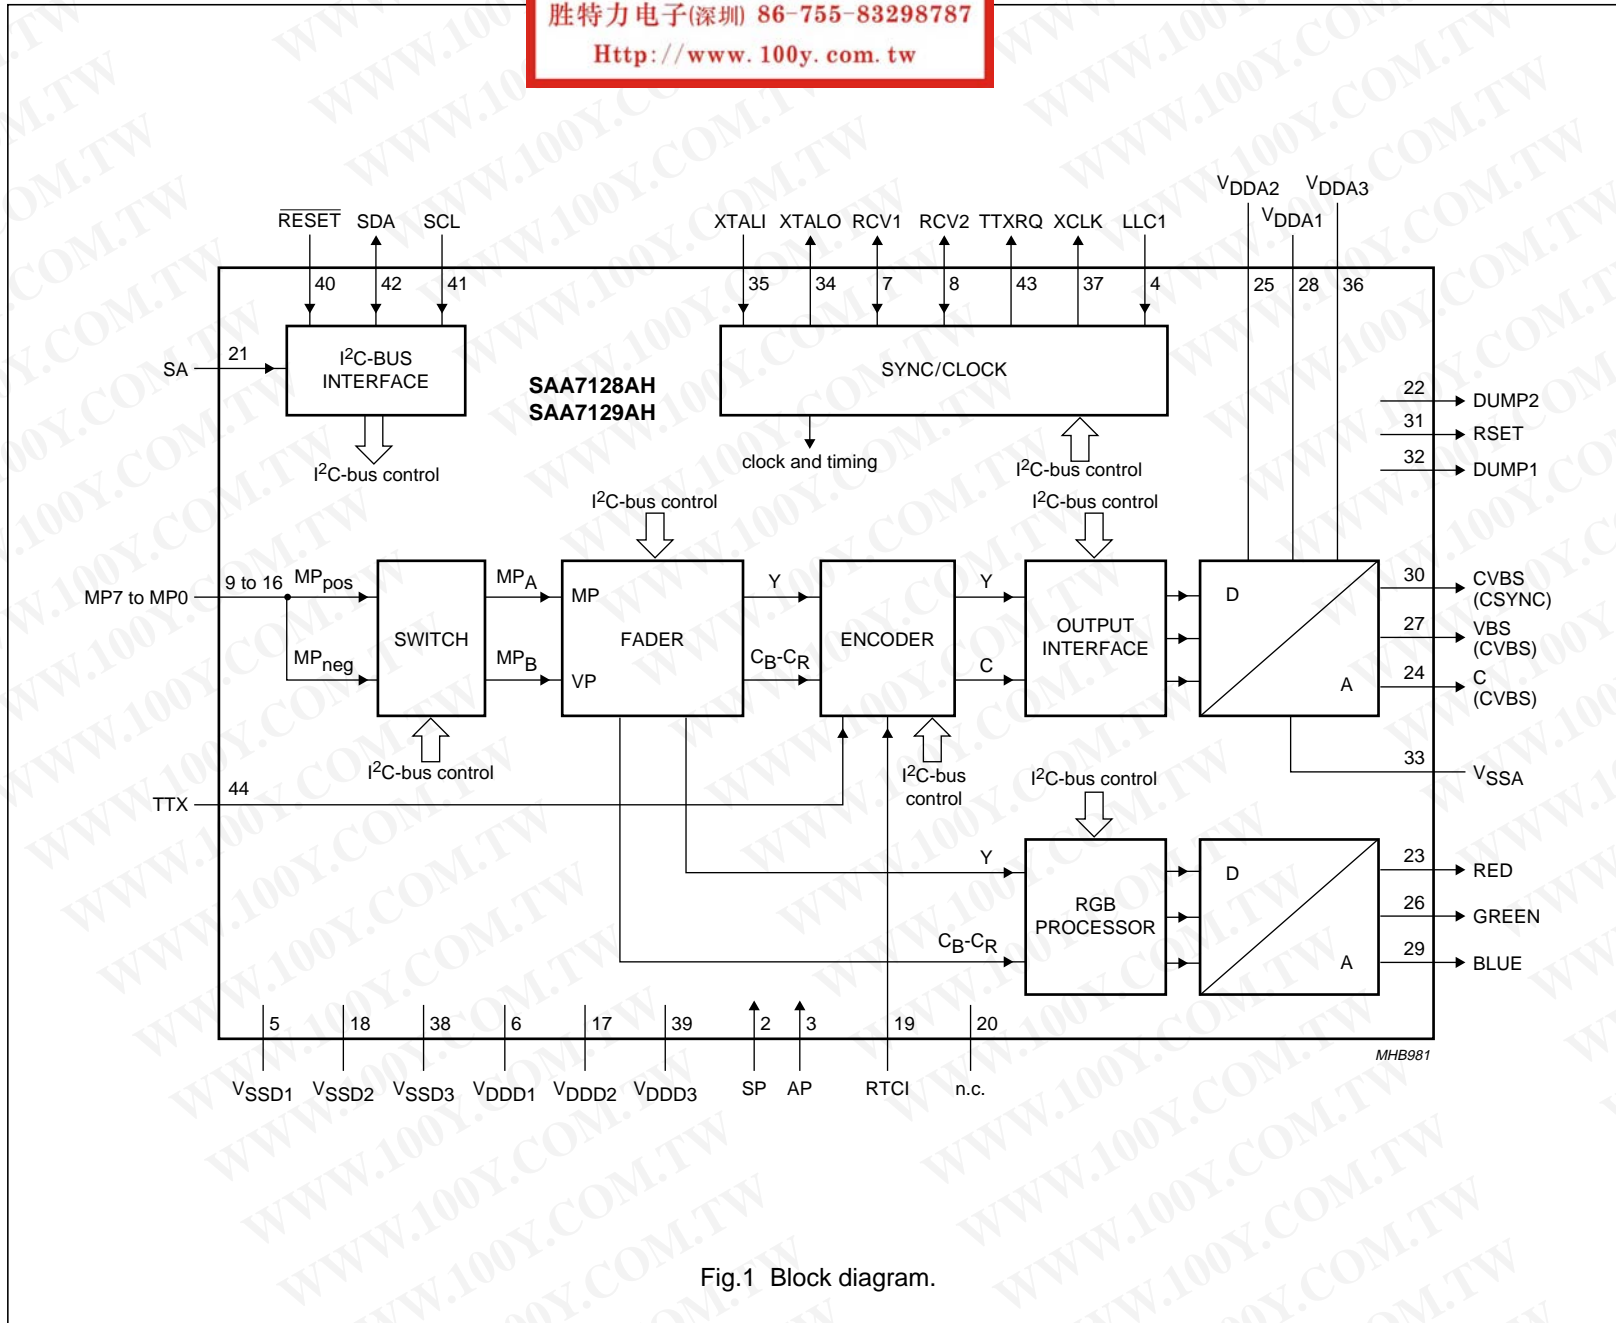 胜特力电子(深圳) 86-755-83298787
Http://www.100y.com.tw
VDDA2 VDDA3
VDDA1
RESET SDA SCL XTALI XTALO RCV1 RCV2 TTXRQ XCLK LLC1
40 42 41 35 34 7 8 43 37 4 25 28 36
SA 21
I2C-BUS
INTERFACE
SAA7128AH
SAA7129AH
SYNC/CLOCK
22 DUMP2
31 RSET
32 DUMP1
I2C-bus control
clock and timing
I2C-bus control
I2C-bus control
I2C-bus control
MP7 to MP0 9 to 16 MPpos
MPneg
SWITCH
MPA
MPB
MP
VP
FADER
Y
CB-CR
ENCODER
Y
C
OUTPUT
INTERFACE
D
A
30 CVBS
(CSYNC)
27 VBS
(CVBS)
24 C
(CVBS)
I2C-bus control
I2C-bus
control
I2C-bus control
33 VSSA
TTX 44
Y
CB-CR
RGB
PROCESSOR
D
A
23 RED
26 GREEN
29 BLUE
5 18 38 6 17 39 2 3 19 20
VSSD1 VSSD2 VSSD3 VDDD1 VDDD2 VDDD3 SP AP RTCI n.c.
MHB981
Fig.1 Block diagram.
WWW.100Y.COM.TW